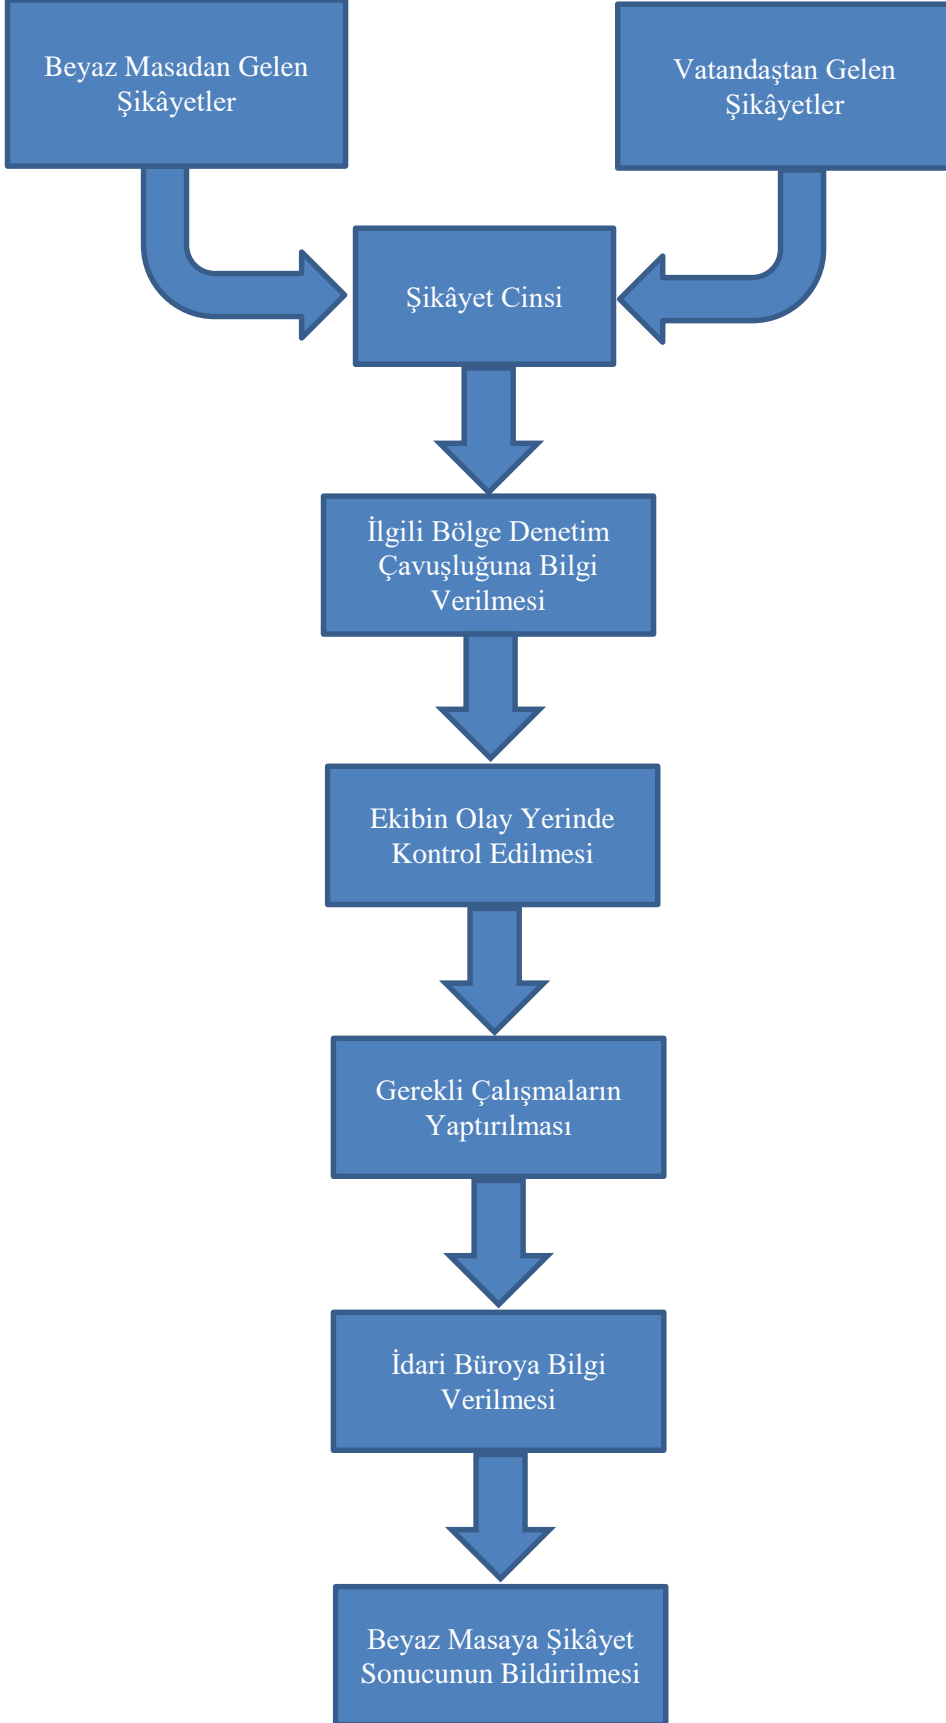 Beyaz Masadan Gelen
Şikâyetler
Vatandaştan Gelen
Şikâyetler
Şikâyet Cinsi
İlgili Bölge Denetim
Çavuşluğuna Bilgi
Verilmesi
Ekibin Olay Yerinde
Kontrol Edilmesi
Gerekli Çalışmaların
Yaptırılması
İdari Büroya Bilgi
Verilmesi
Beyaz Masaya Şikâyet
Sonucunun Bildirilmesi